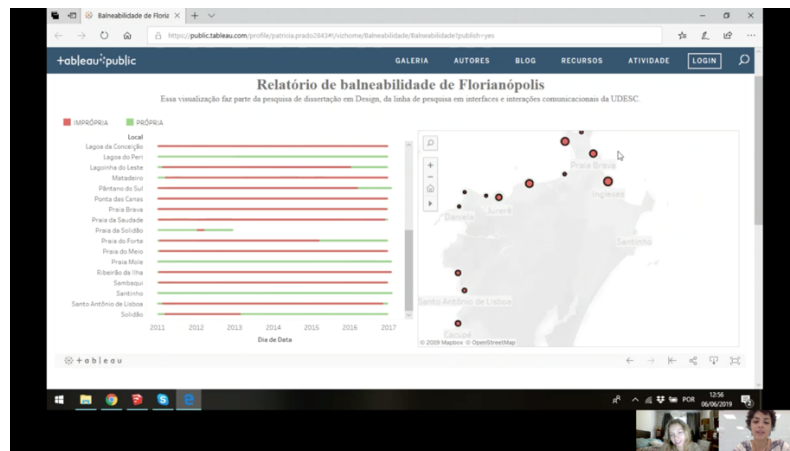 Balneabilidade de Floria
https://public.tableau.com/profile/patricia.prado2843#!/vizhome/Balneabilidade/Balneabilidade?publish=yes
+ableau public
GALERIA AUTORES BLOG RECURSOS ATIVIDADE LOGIN
Relatório de balneabilidade de Florianópolis
Essa visualização faz parte da pesquisa de dissertação em Design, da linha de pesquisa em interfaces e interações comunicacionais da UDESC.
IMPRÓPRIA PRÓPRIA
Local
Lagoa da Conceição
Lagoa do Peri
Lagoinha do Leste
Matadeiro
Pântano do Sul
Ponta das Canas
Praia Brava
Praia da Saudade
Praia da Solidão
Praia do Forte
Praia do Meio
Praia Mole
Ribeirão da Ilha
Sambaqui
Santinho
Santo Antônio de Lisboa
Solidão
2011 2012 2013 2014 2015 2016 2017
Dia de Data
Praia Brava
Ingleses
Jurerê
Daniela
Santinho
Santo Antônio de Lisboa
Cacupé
© 2019 Mapbox © OpenStreetMap
+ableau
POR
12:56
06/06/2019